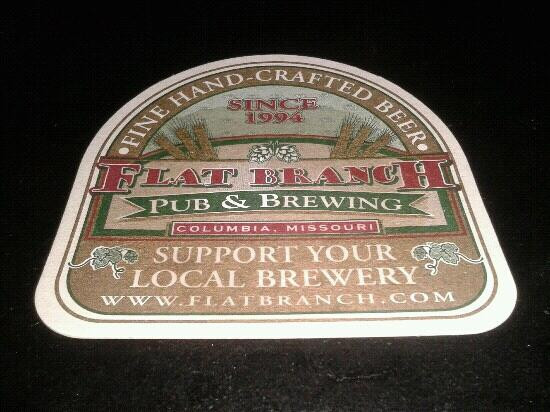 •FINE HAND-CRAFTED BEER•
SINCE
1994
FLAT BRANCH
PUB & BREWING
COLUMBIA, MISSOURI
SUPPORT YOUR
LOCAL BREWERY
WWW.FLATBRANCH.COM